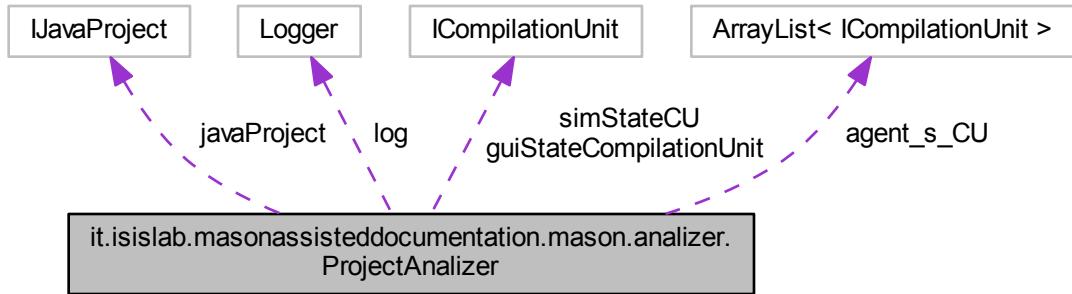 IJavaProject
Logger
ICompilationUnit
ArrayList< ICompilationUnit >
javaProject
log
simStateCU
guiStateCompilationUnit
agent_s_CU
it.isislab.masonassisteddocumentation.mason.analizer.
ProjectAnalizer